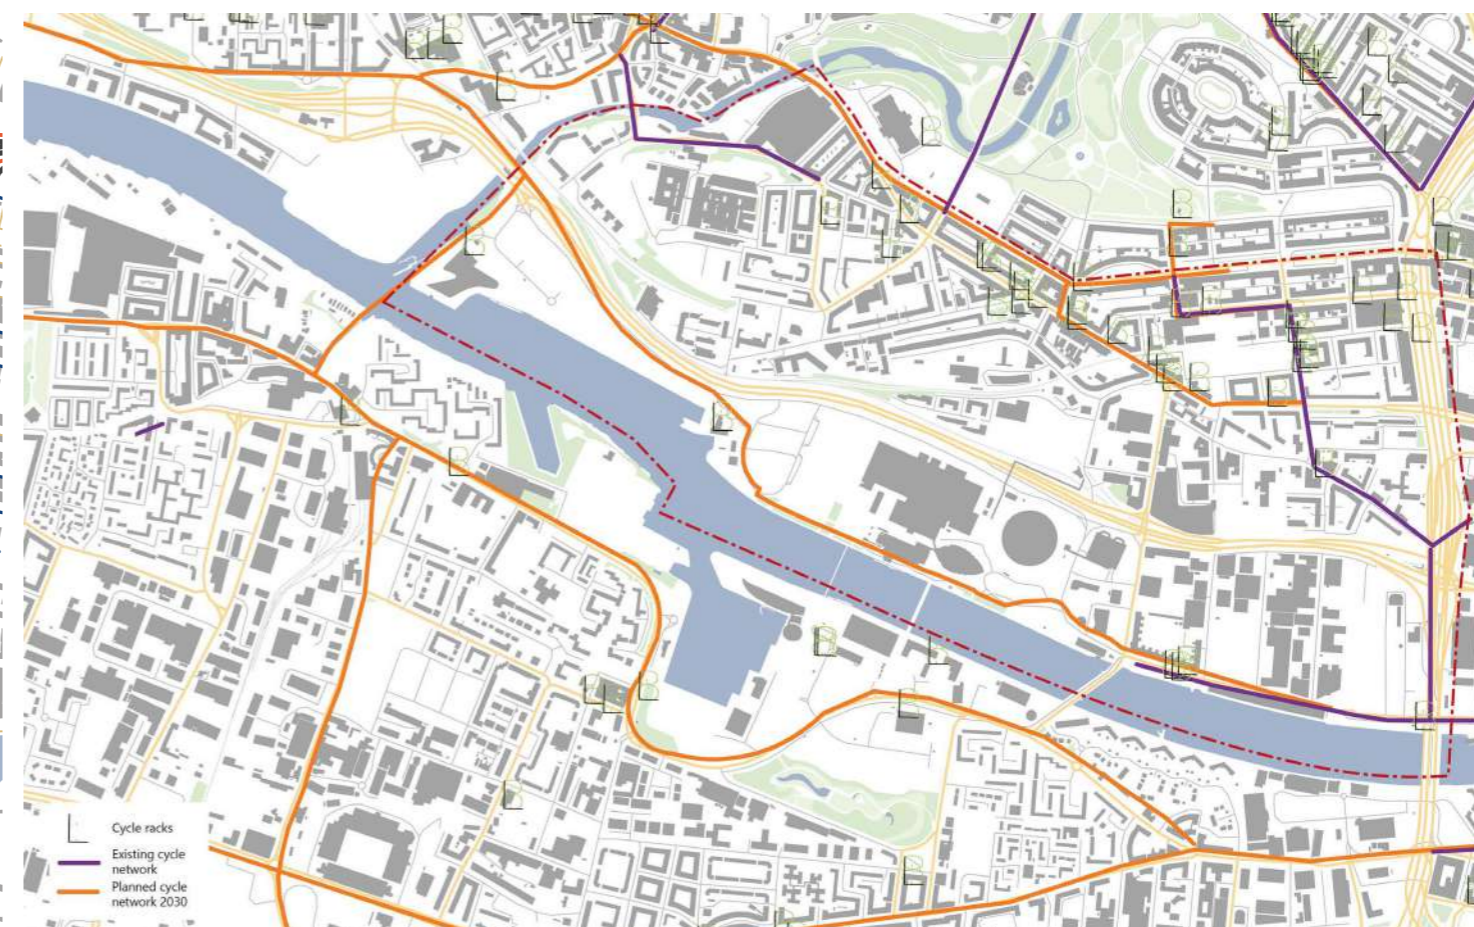 Cycle racks
Existing cycle
network
Planned cycle
network 2030